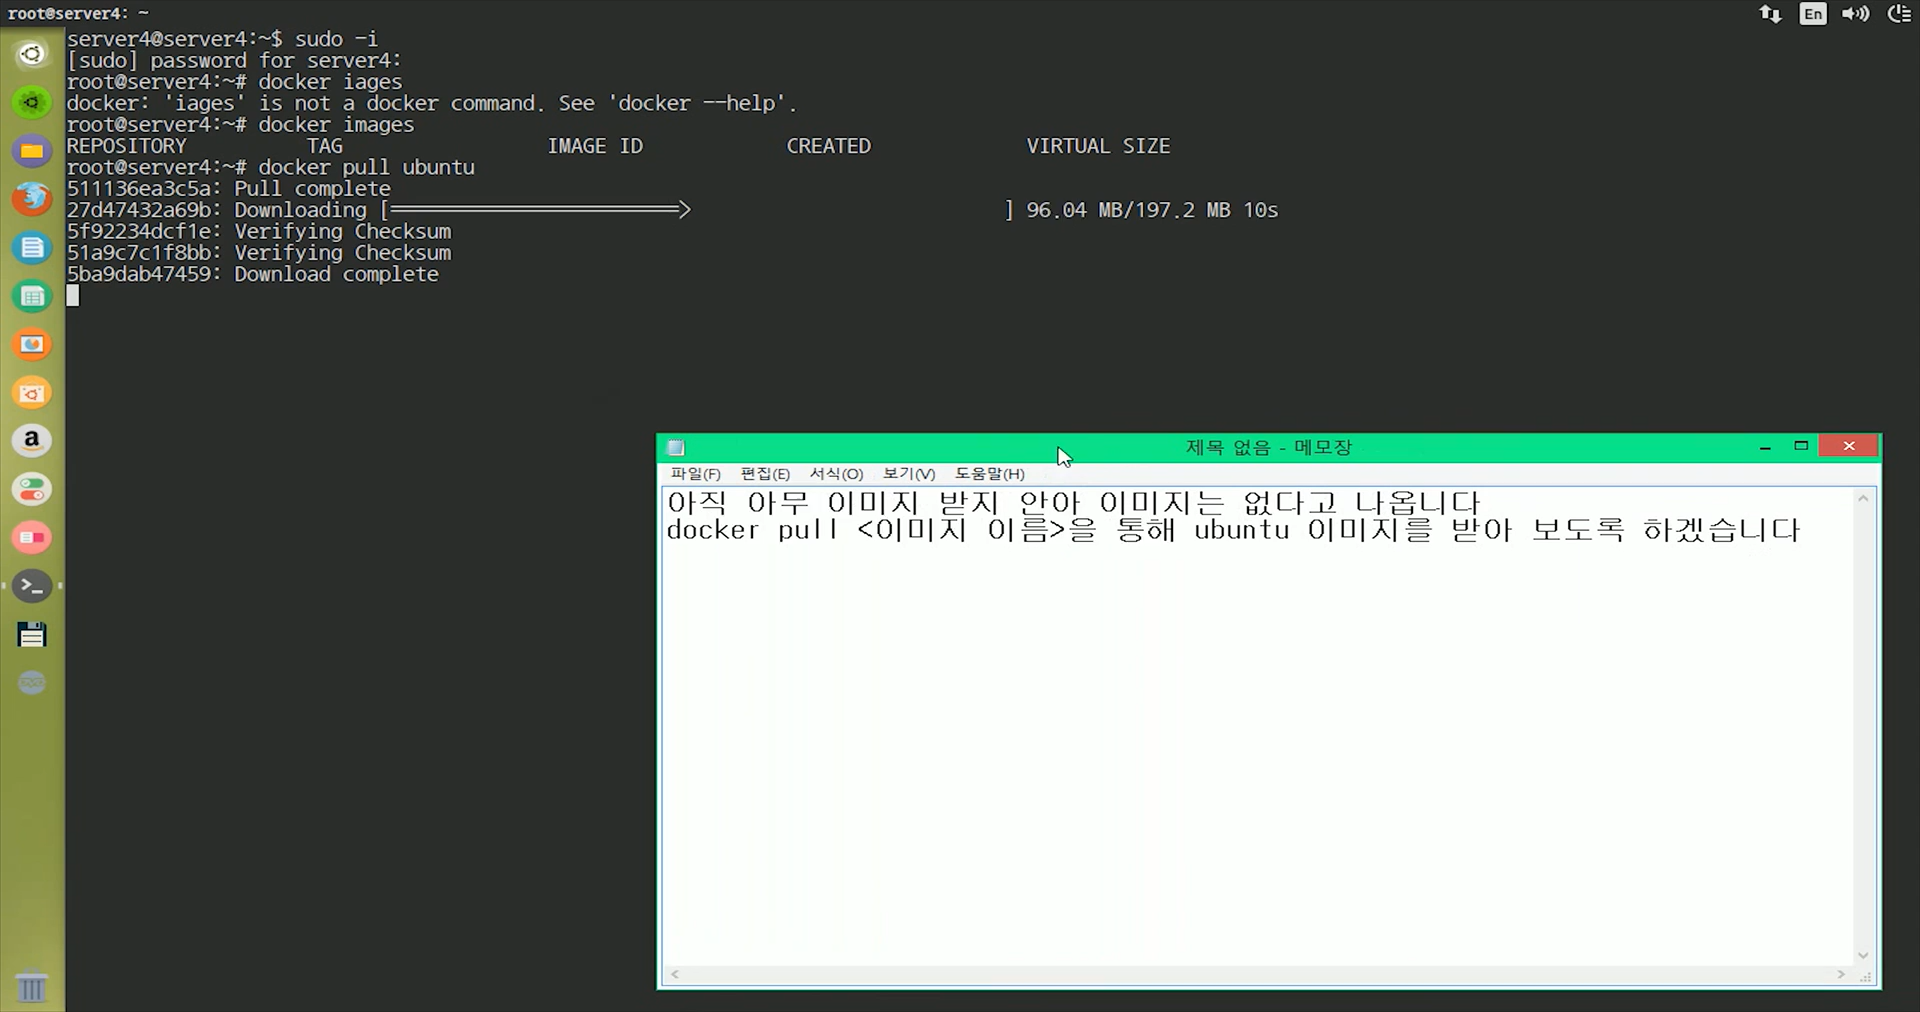 root@server4: ~
En
server4@server4:~$ sudo -i
[sudo] password for server4:
root@server4:~# docker iages
docker: 'iages' is not a docker command. See 'docker --help'.
root@server4:~# docker images
REPOSITORY TAG IMAGE ID CREATED VIRTUAL SIZE
root@server4:~# docker pull ubuntu
511136ea3c5a: Pull complete
27d47432a69b: Downloading [========================> ] 96.04 MB/197.2 MB 10s
5f92234dcf1e: Verifying Checksum
51a9c7c1f8bb: Verifying Checksum
5ba9dab47459: Download complete
제목 없음 - 메모장
파일(F) 편집(E) 서식(O) 보기(V) 도움말(H)
아직 아무 이미지 받지 안아 이미지는 없다고 나옵니다
docker pull <이미지 이름>을 통해 ubuntu 이미지를 받아 보도록 하겠습니다